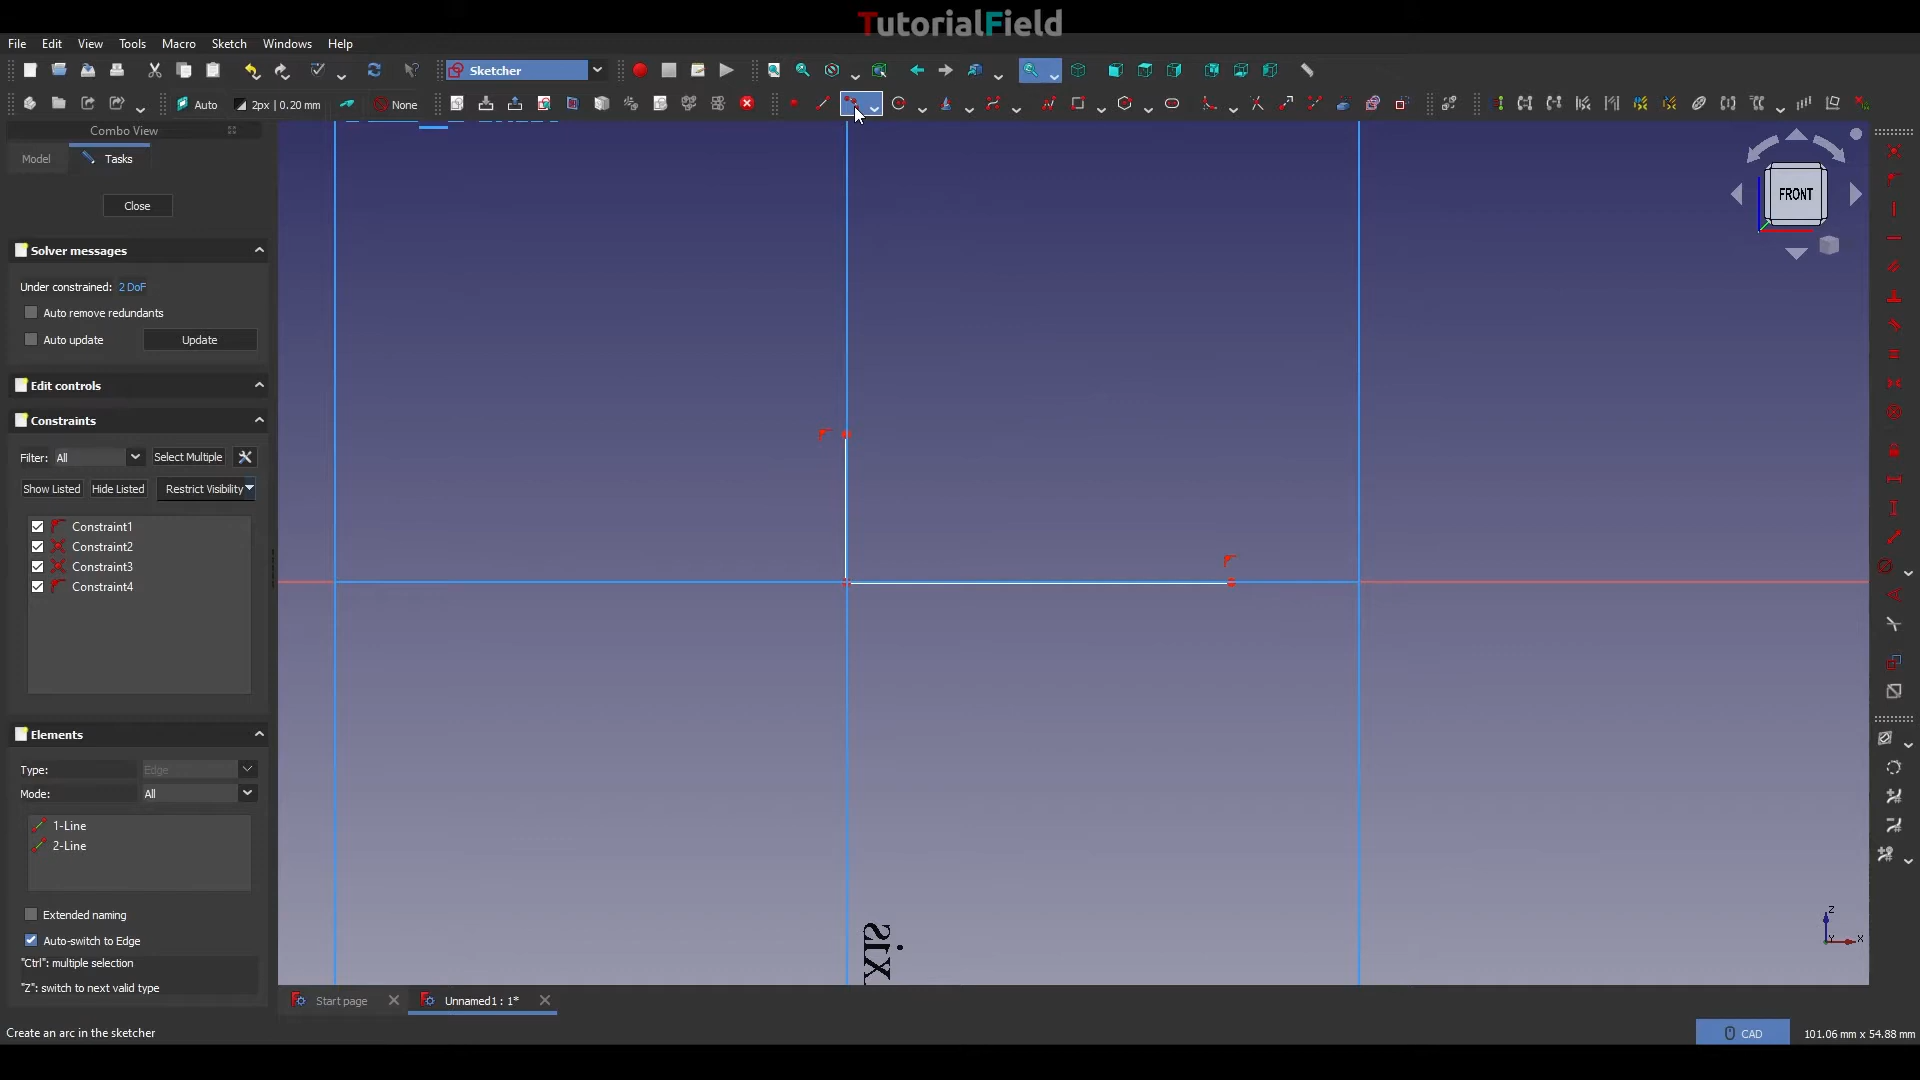 TutorialField
File Edit View Tools Macro Sketch Windows Help
Sketcher
Auto 2px | 0.20 mm None
Combo View
Model Tasks
Close
FRONT
Solver messages
Under constrained: 2 DoF
Auto remove redundants
Auto update Update
Edit controls
Constraints
Filter: All Select Multiple
Show Listed Hide Listed Restrict Visibility
Constraint1
Constraint2
Constraint3
Constraint4
Elements
Type: Edge
Mode: All
1-Line
2-Line
Extended naming
Auto-switch to Edge
"Ctrl": multiple selection
"Z": switch to next valid type
Z
Y X
Start page Unnamed1 : 1*
Create an arc in the sketcher
CAD 101.06 mm x 54.88 mm